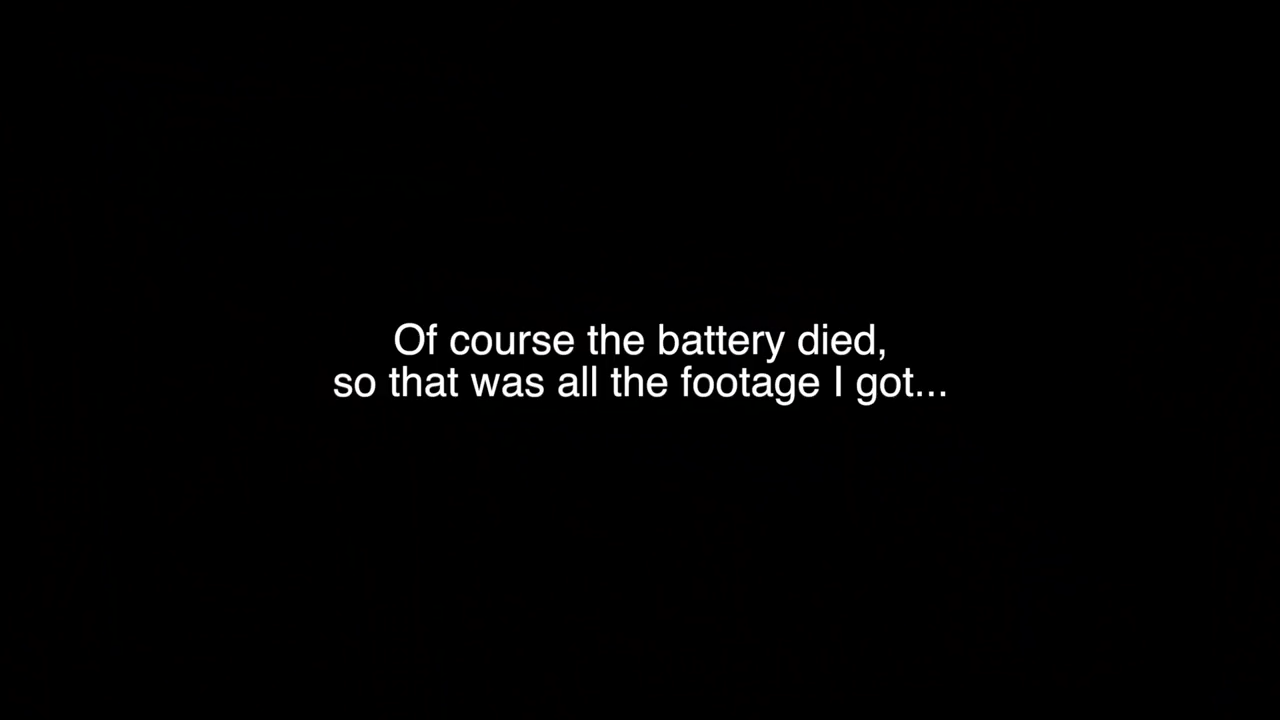 Of course the battery died,
so that was all the footage I got...